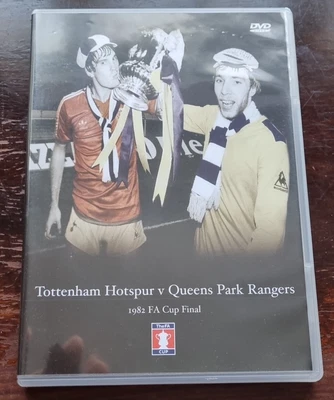 DVD
Tottenham Hotspur v Queens Park Rangers
1982 FA Cup Final
TheFA
CUP